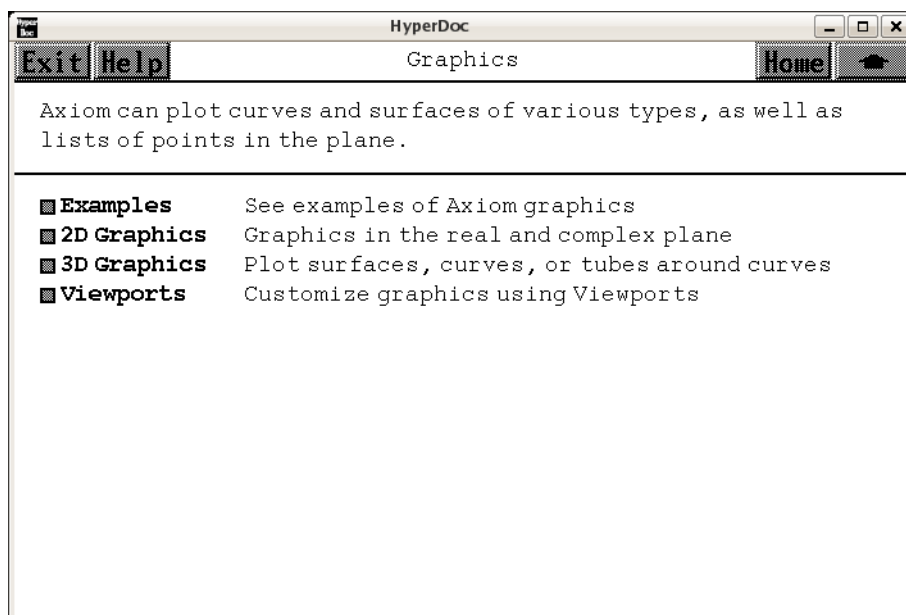 Hyper Doc
HyperDoc
Exit Help Graphics Home
Axiom can plot curves and surfaces of various types, as well as
lists of points in the plane.
Examples See examples of Axiom graphics
2D Graphics Graphics in the real and complex plane
3D Graphics Plot surfaces, curves, or tubes around curves
Viewports Customize graphics using Viewports